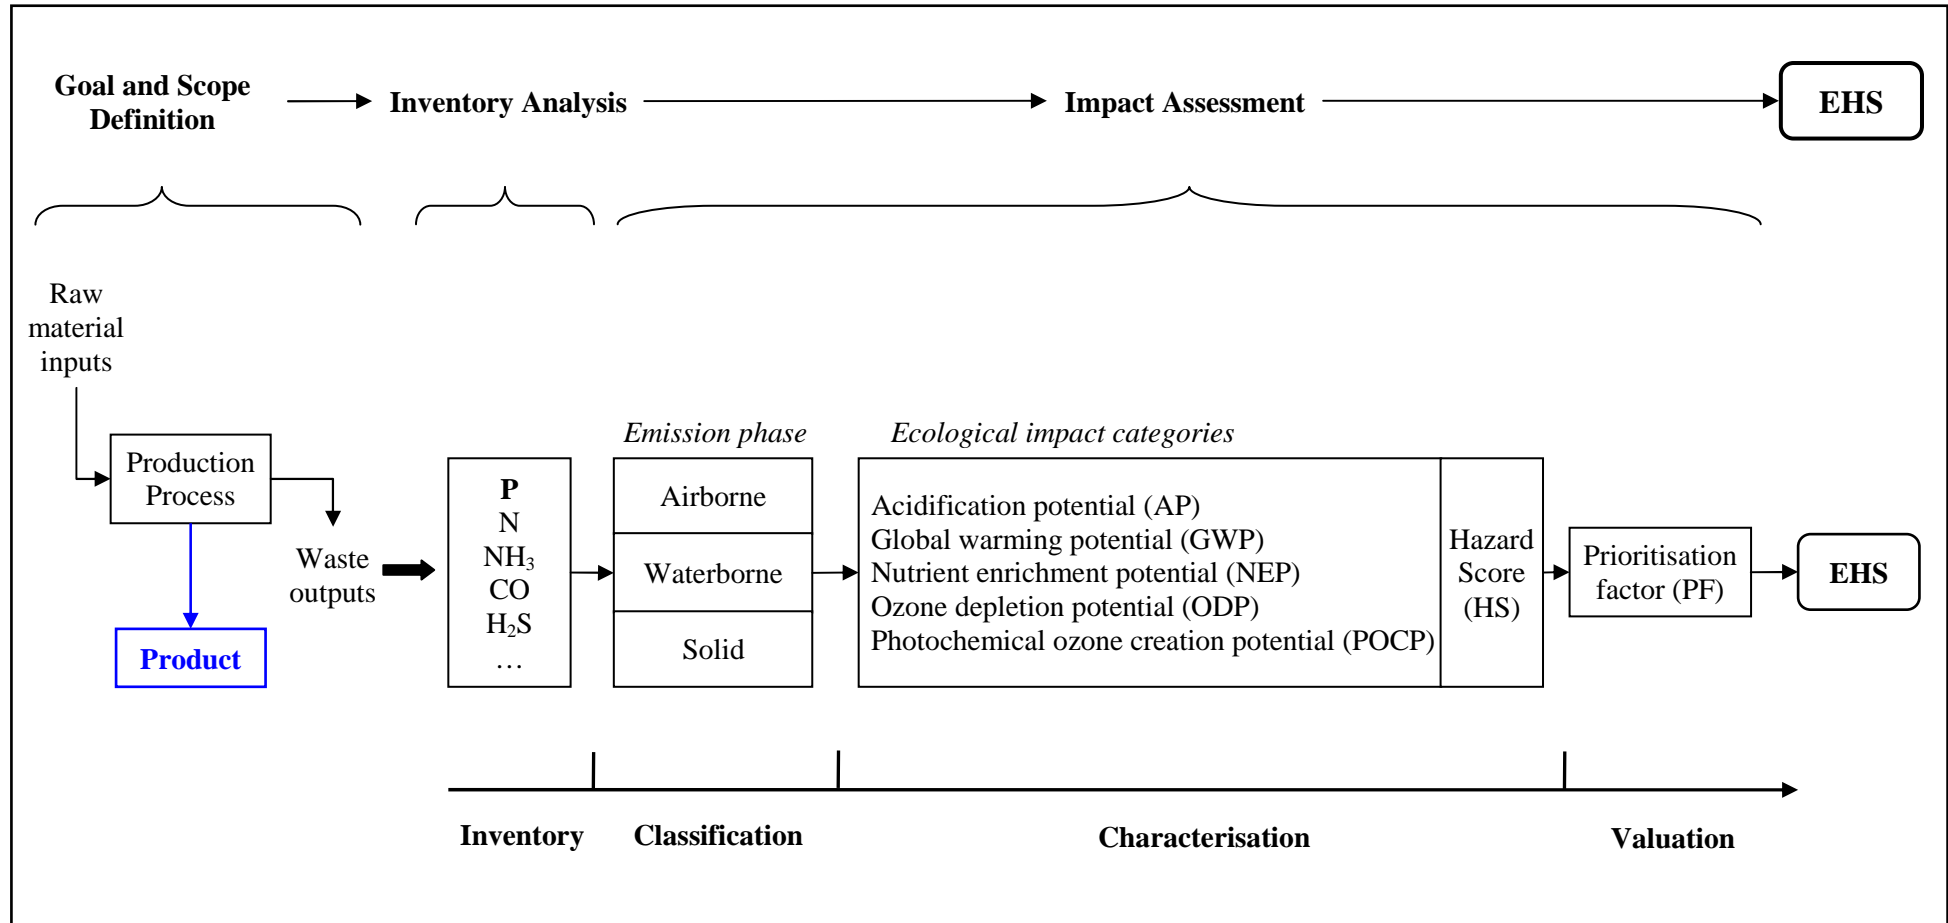 Goal and Scope
Definition
Inventory Analysis
Impact Assessment
EHS
Raw
material
inputs
Production
Process
Product
Waste
outputs
P
N
NH₃
CO
H₂S
…
Emission phase
Airborne
Waterborne
Solid
Ecological impact categories
Acidification potential (AP)
Global warming potential (GWP)
Nutrient enrichment potential (NEP)
Ozone depletion potential (ODP)
Photochemical ozone creation potential (POCP)
Hazard
Score
(HS)
Prioritisation
factor (PF)
EHS
Inventory
Classification
Characterisation
Valuation